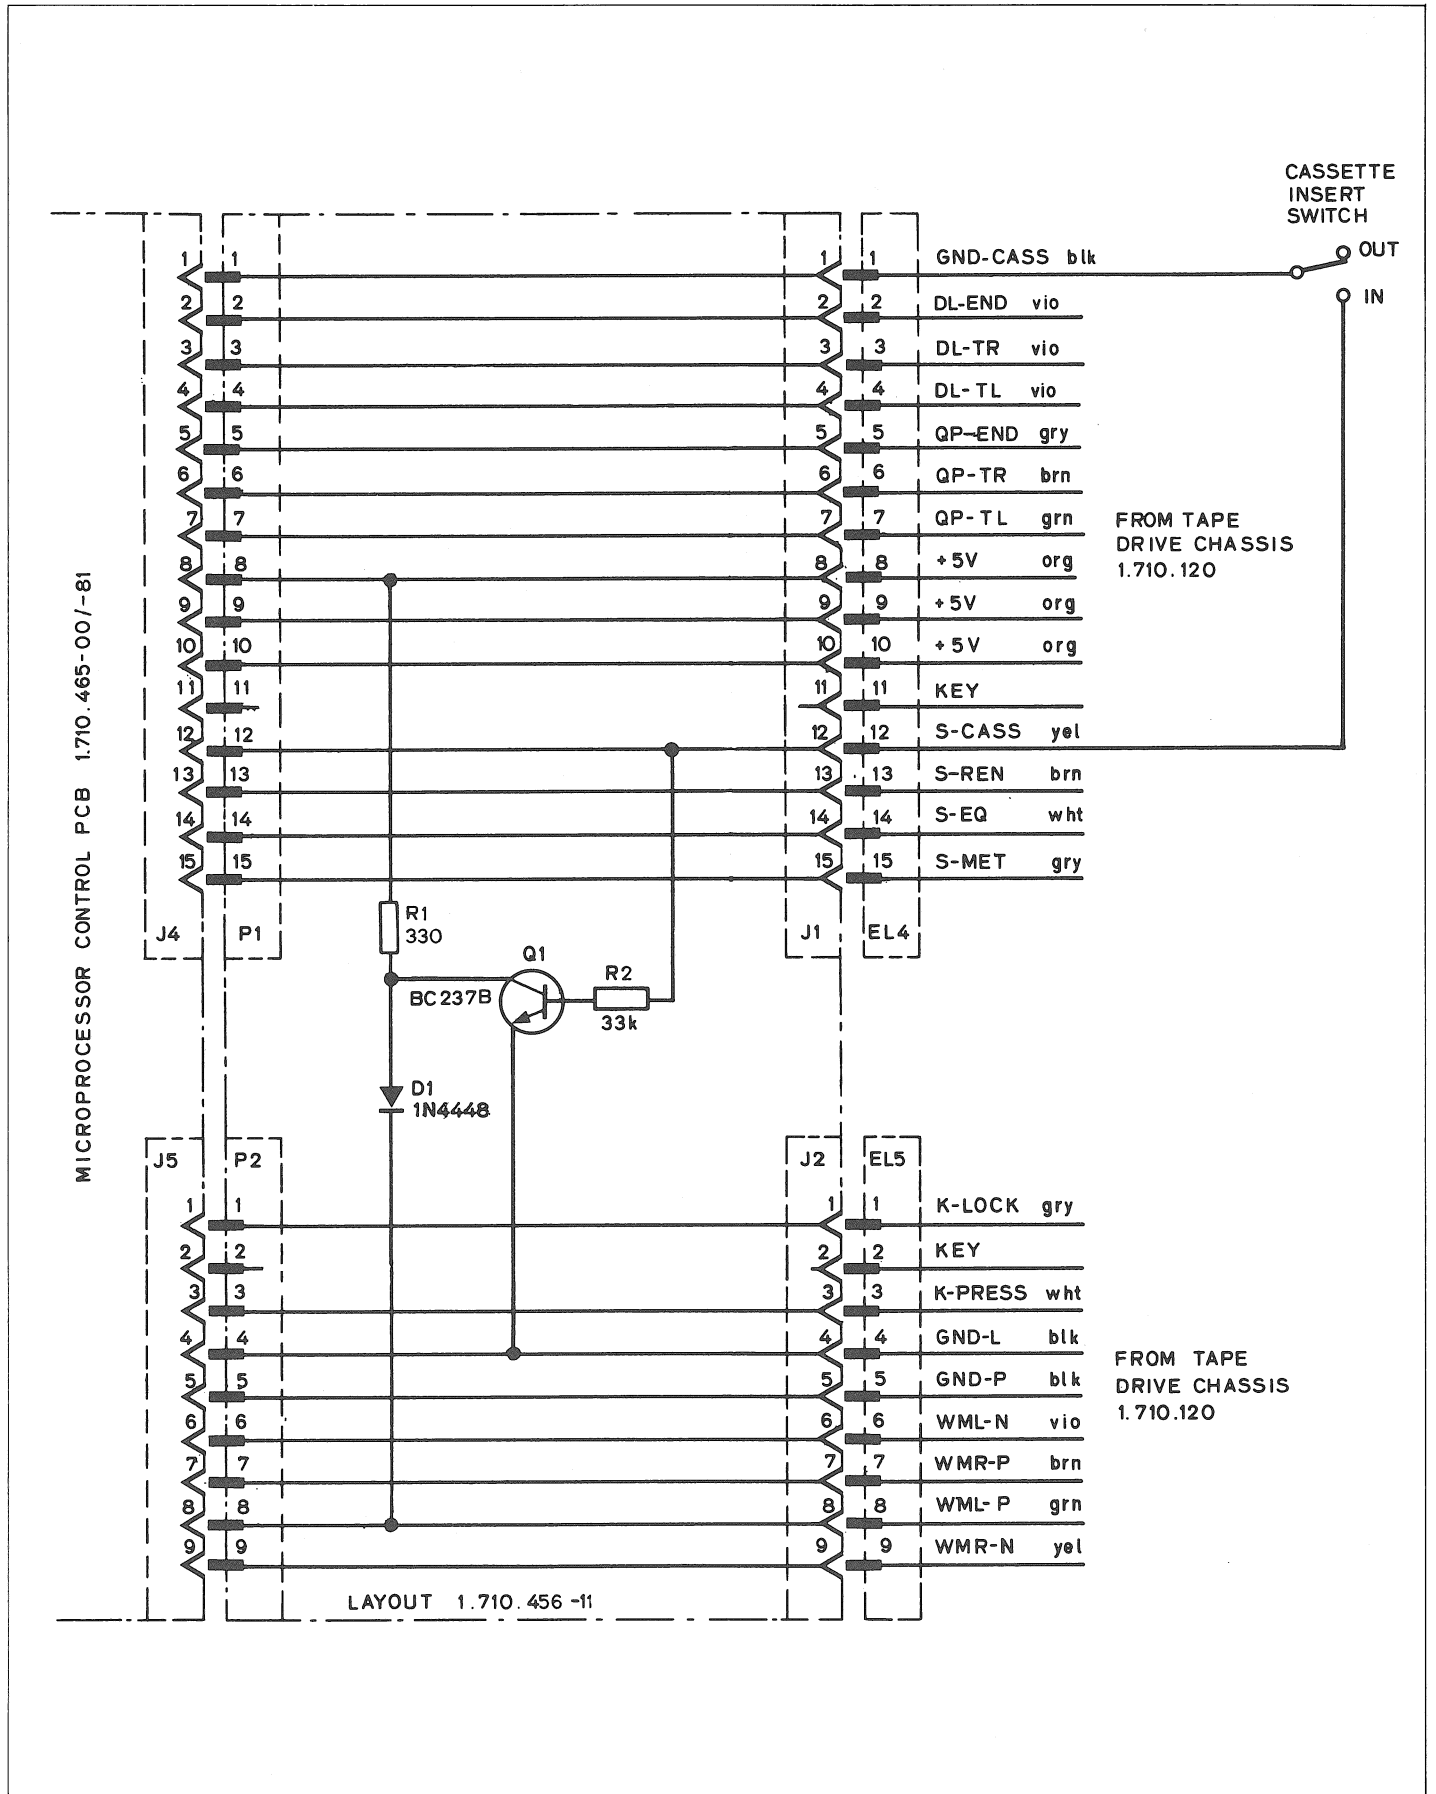 CASSETTE
INSERT
SWITCH
OUT
IN
1 1 1 1 GND-CASS blk
2 2 2 2 DL-END vio
3 3 3 3 DL-TR vio
4 4 4 4 DL-TL vio
5 5 5 5 QP-END gry
6 6 6 6 QP-TR brn
7 7 7 7 QP-TL grn
8 8 8 8 +5V org
9 9 9 9 +5V org
10 10 10 10 +5V org
11 11 11 11 KEY
12 12 12 12 S-CASS yel
13 13 13 13 S-REN brn
14 14 14 14 S-EQ wht
15 15 15 15 S-MET gry
J4 P1 J1 EL4
FROM TAPE
DRIVE CHASSIS
1.710.120
MICROPROCESSOR CONTROL PCB 1.710.465-00/-81
R1
330
Q1
BC237B
R2
33k
D1
1N4448
J5 P2 J2 EL5
1 1 1 1 K-LOCK gry
2 2 2 2 KEY
3 3 3 3 K-PRESS wht
4 4 4 4 GND-L blk
5 5 5 5 GND-P blk
6 6 6 6 WML-N vio
7 7 7 7 WMR-P brn
8 8 8 8 WML-P grn
9 9 9 9 WMR-N yel
FROM TAPE
DRIVE CHASSIS
1.710.120
LAYOUT 1.710.456-11